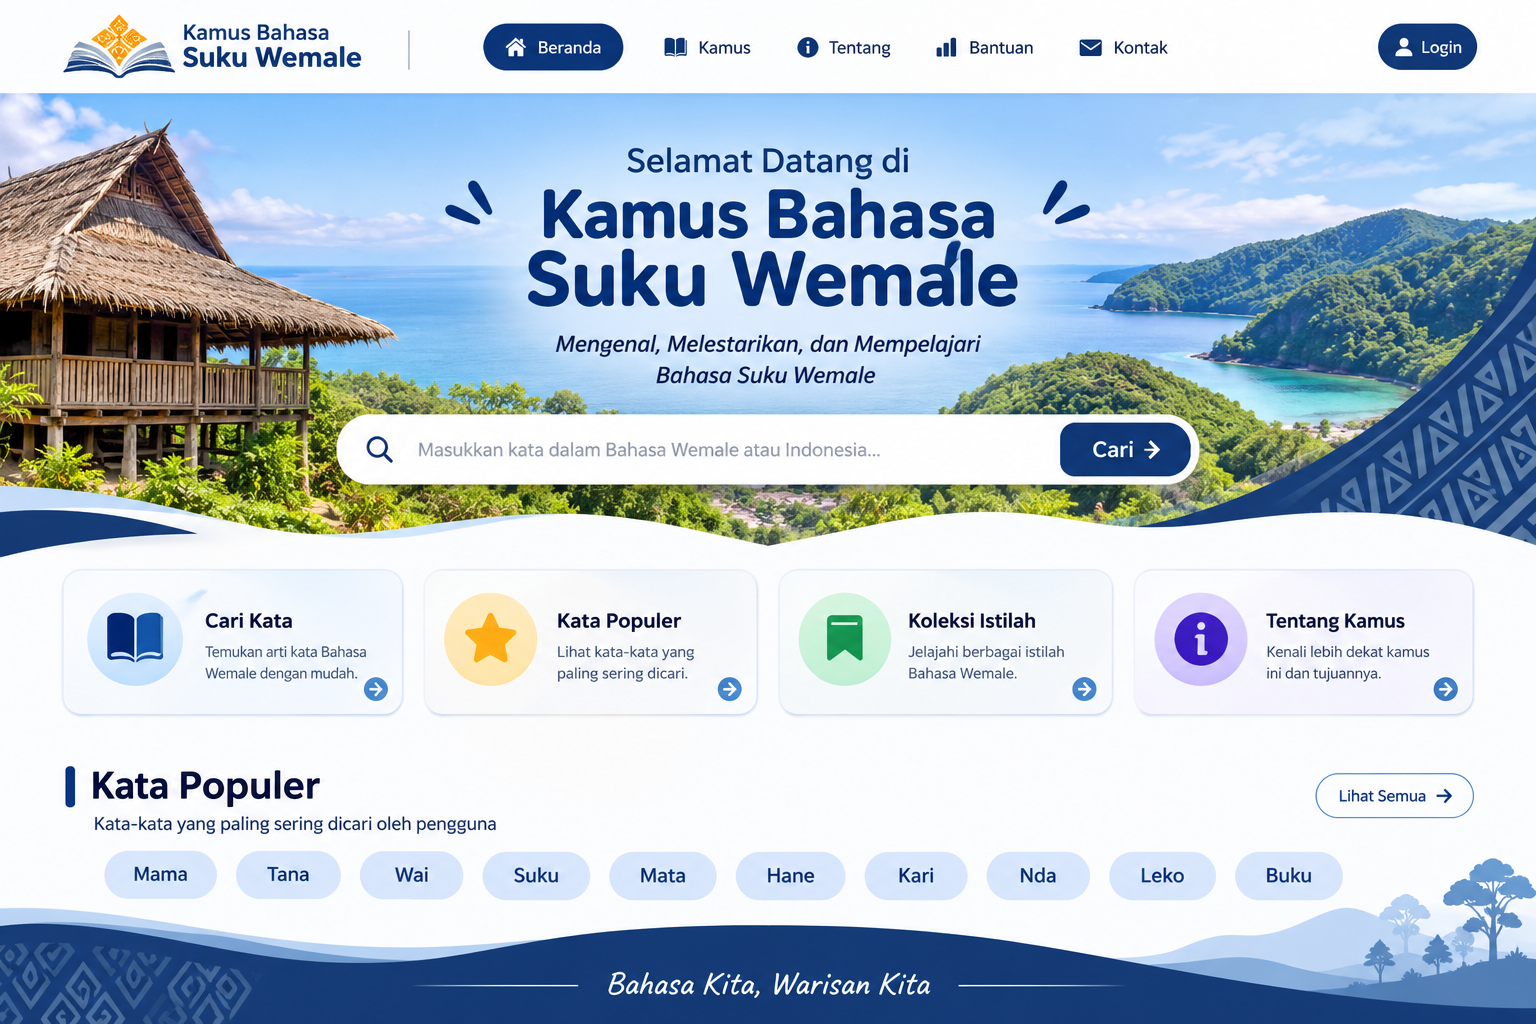 Kamus Bahasa
Suku Wemale
Beranda
Kamus
Tentang
Bantuan
Kontak
Login
Selamat Datang di
Kamus Bahasa
Suku Wemale
Mengenal, Melestarikan, dan Mempelajari
Bahasa Suku Wemale
Masukkan kata dalam Bahasa Wemale atau Indonesia...
Cari
Cari Kata
Temukan arti kata Bahasa
Wemale dengan mudah.
Kata Populer
Lihat kata-kata yang
paling sering dicari.
Koleksi Istilah
Jelajahi berbagai istilah
Bahasa Wemale.
Tentang Kamus
Kenali lebih dekat kamus
ini dan tujuannya.
Kata Populer
Lihat Semua
Kata-kata yang paling sering dicari oleh pengguna
Mama
Tana
Wai
Suku
Mata
Hane
Kari
Nda
Leko
Buku
Bahasa Kita, Warisan Kita